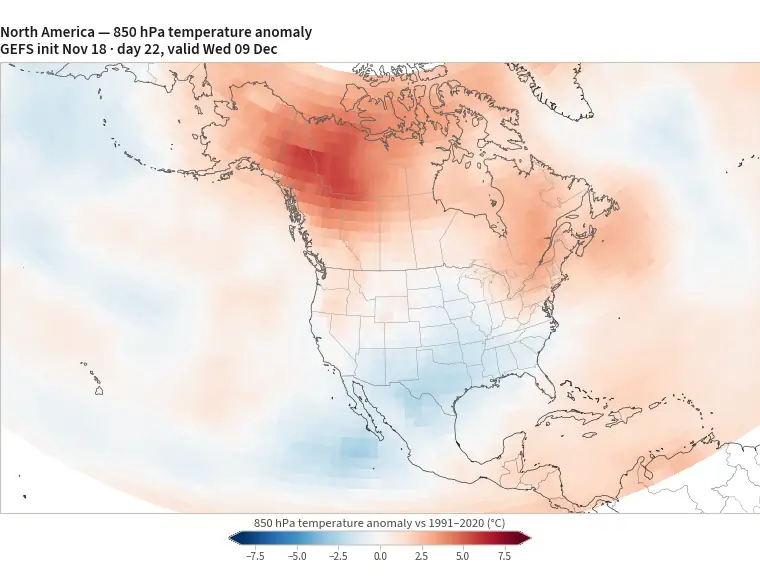 North America — 850 hPa temperature anomaly
GEFS init Nov 18 · day 22, valid Wed 09 Dec
850 hPa temperature anomaly vs 1991–2020 (°C)
−7.5 −5.0 −2.5 0.0 2.5 5.0 7.5